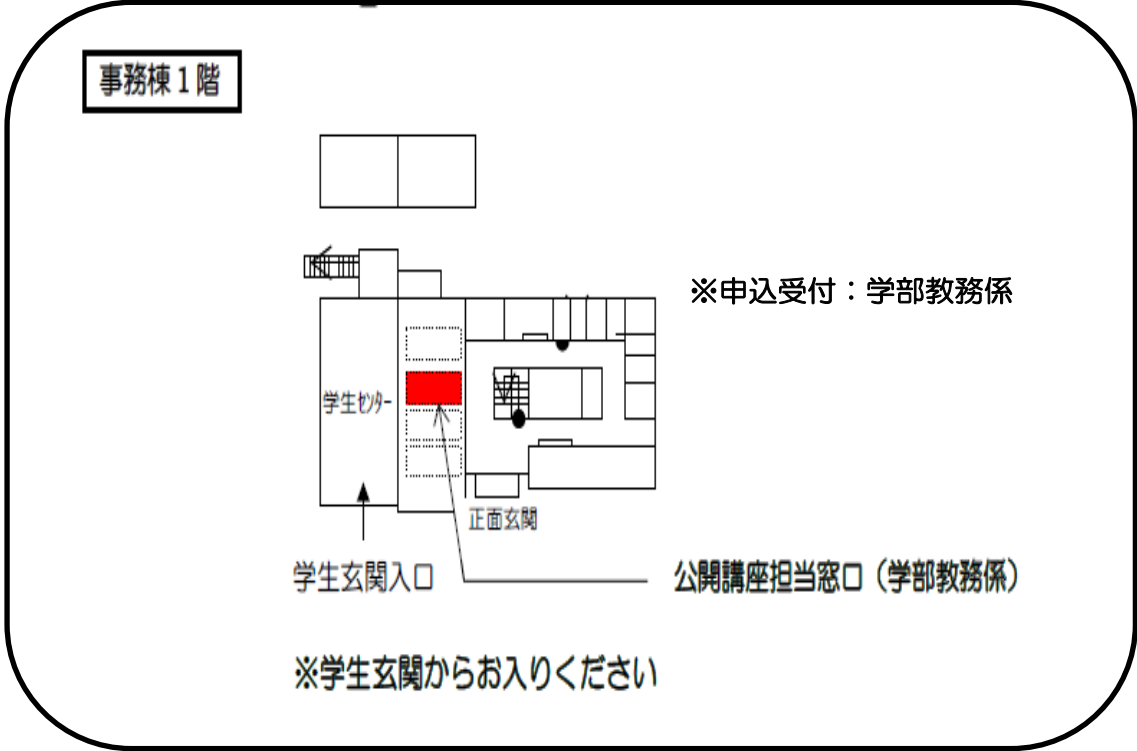 事務棟１階
※申込受付：学部教務係
学生ｾﾝﾀｰ
正面玄関
学生玄関入口
公開講座担当窓口（学部教務係）
※学生玄関からお入りください